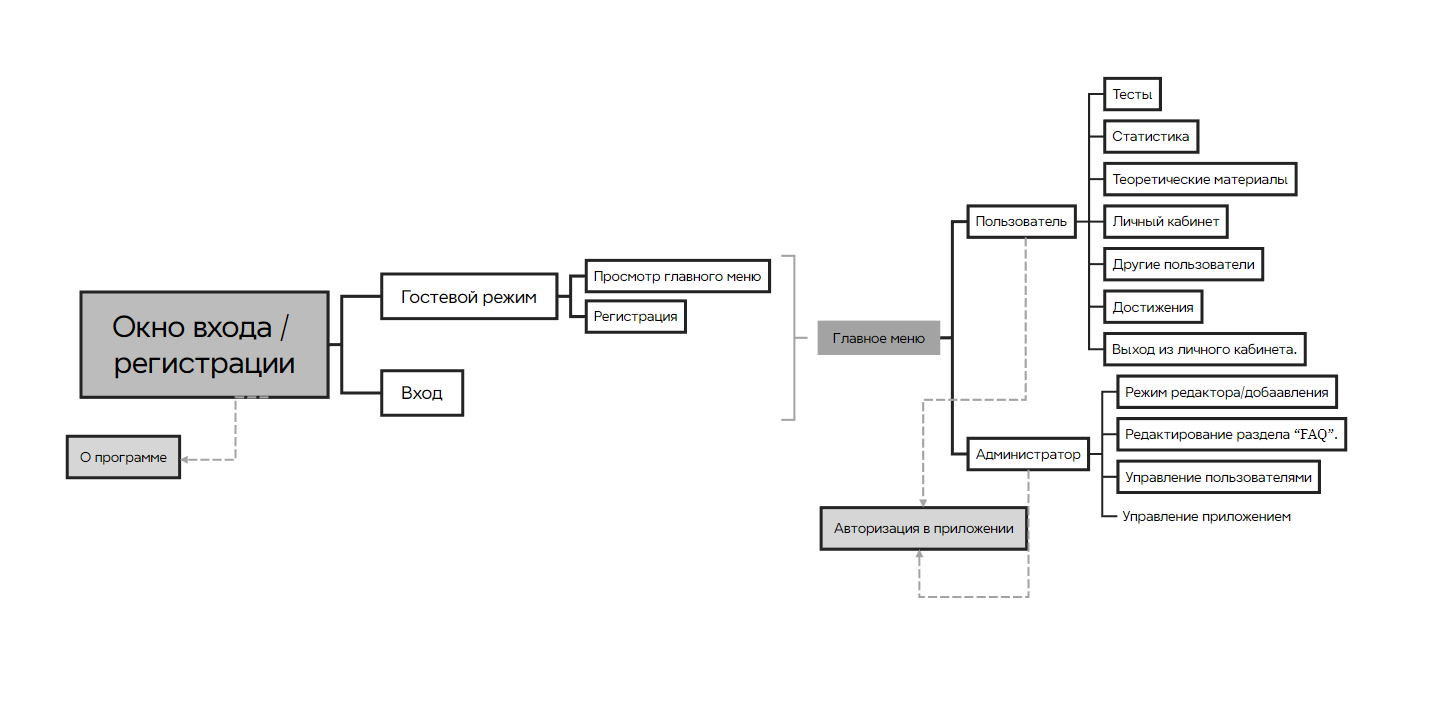 Окно входа /
регистрации
О программе
Гостевой режим
Вход
Просмотр главного меню
Регистрация
Главное меню
Пользователь
Тесты
Статистика
Теоретические материалы
Личный кабинет
Другие пользователи
Достижения
Выход из личного кабинета.
Администратор
Режим редактора/добаавления
Редактирование раздела “FAQ”.
Управление пользователями
Управление приложением
Авторизация в приложении